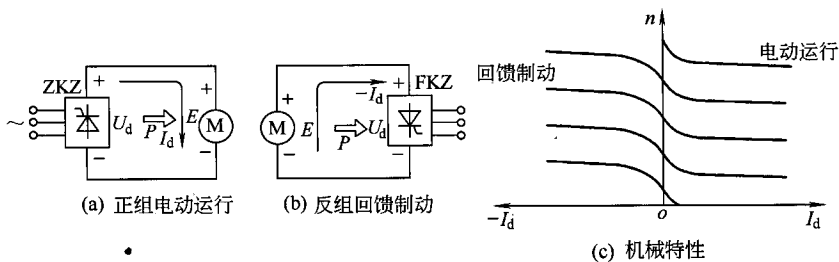 ZKZ
~
+
−
U_d
P
I_d
E
+
M
−
(a) 正组电动运行
+
M
−
E
P
−I_d
+
FKZ
U_d
−
(b) 反组回馈制动
n
电动运行
回馈制动
−I_d
o
I_d
(c) 机械特性